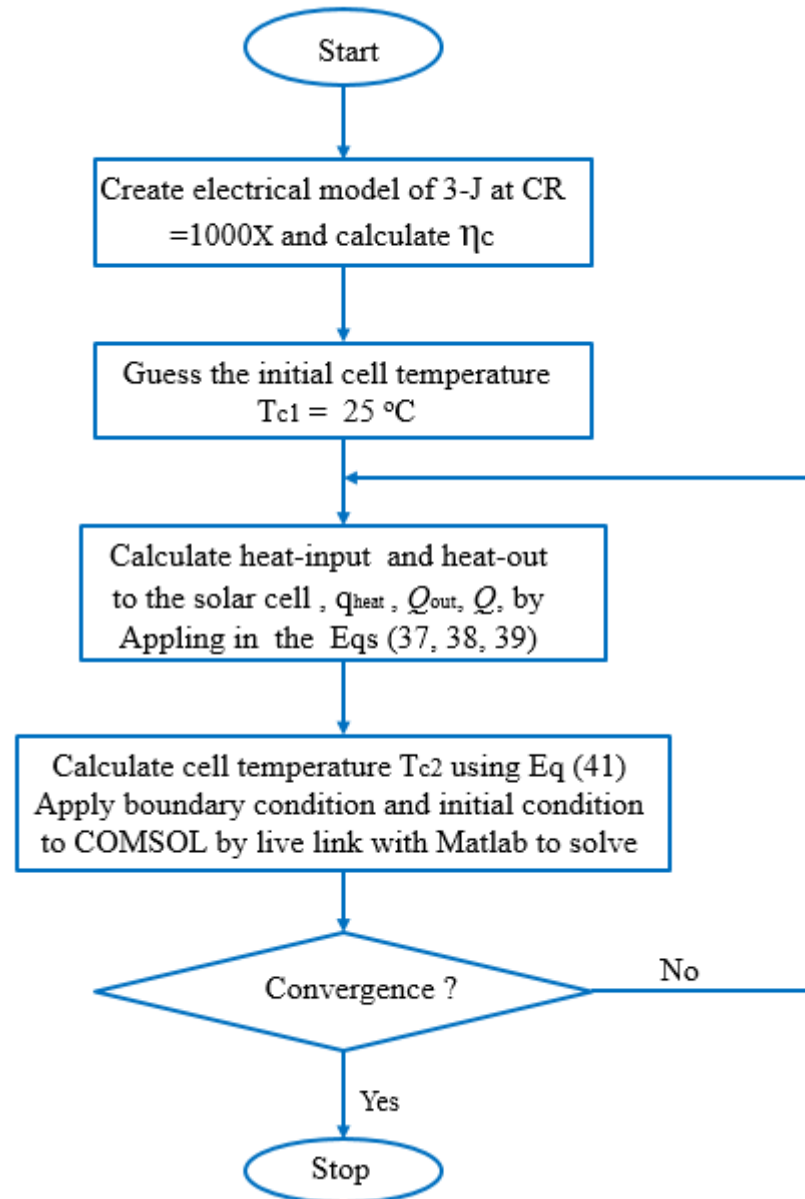 Start
Create electrical model of 3-J at CR
=1000X and calculate ηc
Guess the initial cell temperature
Tc1 = 25 ºC
Calculate heat-input and heat-out
to the solar cell , qheat , Qout, Q, by
Appling in the Eqs (37, 38, 39)
Calculate cell temperature Tc2 using Eq (41)
Apply boundary condition and initial condition
to COMSOL by live link with Matlab to solve
Convergence ?
No
Yes
Stop